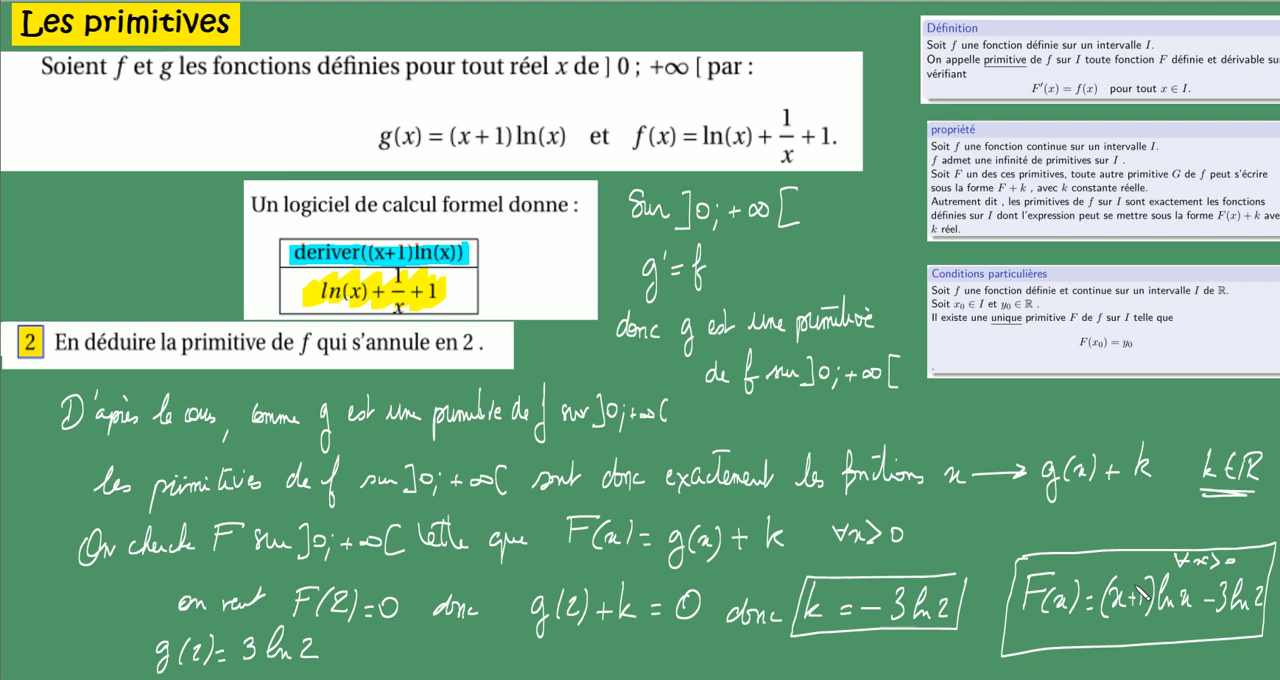 Les primitives
Soient f et g les fonctions définies pour tout réel x de ] 0 ; +∞ [ par :
g(x) = (x + 1) ln(x) et f(x) = ln(x) + 1/x + 1.
Un logiciel de calcul formel donne :
deriver((x+1)ln(x))
ln(x) + 1/x + 1
2 En déduire la primitive de f qui s'annule en 2 .
Sur ]0; +∞[
g' = f
donc g est une primitive
de f sur ]0; +∞[
Définition
Soit f une fonction définie sur un intervalle I.
On appelle primitive de f sur I toute fonction F définie et dérivable su
vérifiant
F′(x) = f(x) pour tout x ∈ I.
propriété
Soit f une fonction continue sur un intervalle I.
f admet une infinité de primitives sur I .
Soit F un des ces primitives, toute autre primitive G de f peut s'écrire
sous la forme F + k , avec k constante réelle.
Autrement dit , les primitives de f sur I sont exactement les fonctions
définies sur I dont l'expression peut se mettre sous la forme F(x) + k ave
k réel.
Conditions particulières
Soit f une fonction définie et continue sur un intervalle I de ℝ.
Soit x₀ ∈ I et y₀ ∈ ℝ .
Il existe une unique primitive F de f sur I telle que
F(x₀) = y₀
.
D'après le cours, comme g est une primitive de f sur ]0; +∞[
les primitives de f sur ]0; +∞[ sont donc exactement les fonctions x ⟶ g(x) + k k ∈ ℝ
On cherche F sur ]0; +∞[ telle que F(x) = g(x) + k ∀x > 0
on veut F(2) = 0 donc g(2) + k = 0 donc k = − 3 ln 2
g(2) = 3 ln 2
∀x > 0
F(x) = (x+1) ln x − 3 ln 2